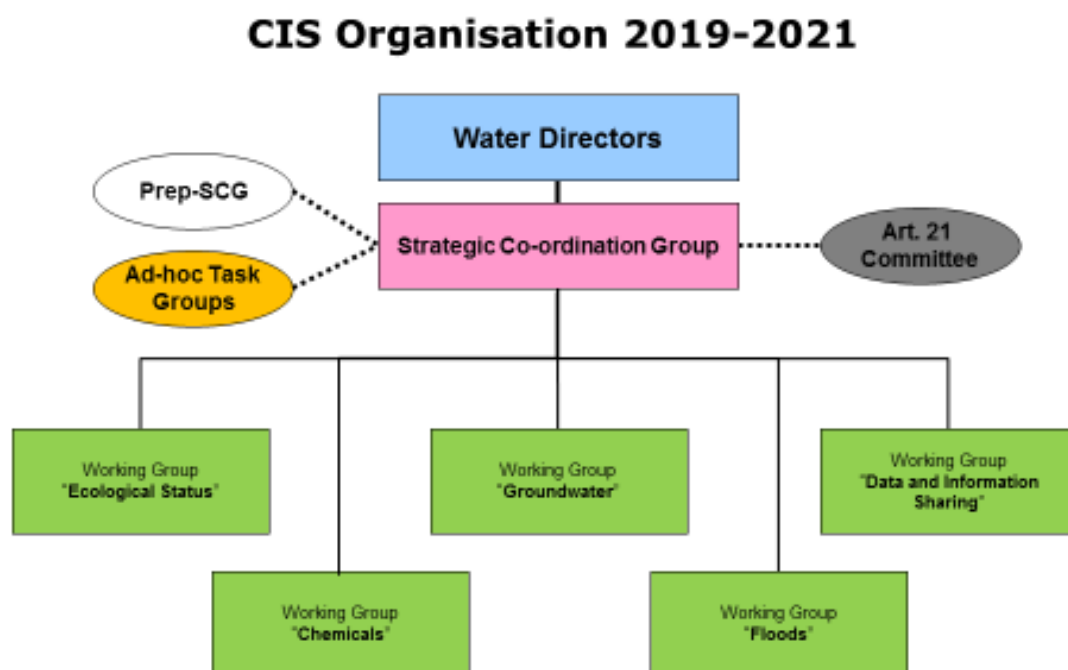 CIS Organisation 2019-2021
Water Directors
Prep-SCG
Strategic Co-ordination Group
Art. 21
Committee
Ad-hoc Task
Groups
Working Group
"Ecological Status"
Working Group
"Groundwater"
Working Group
"Data and Information
Sharing"
Working Group
"Chemicals"
Working Group
"Floods"